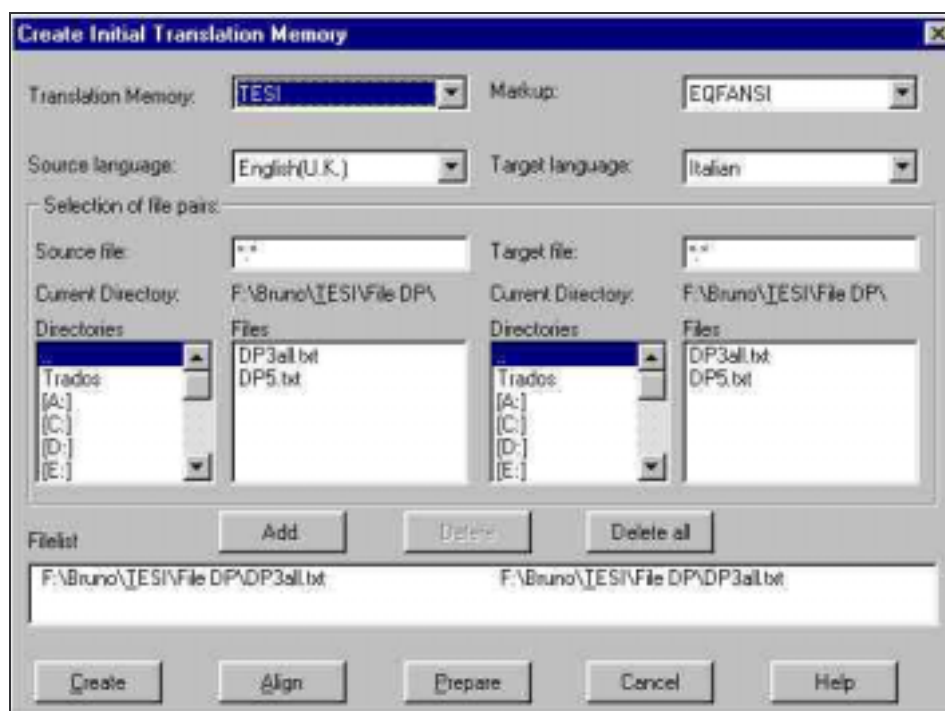 Create Initial Translation Memory
Translation Memory: TESI Markup: EQFANSI
Source language: English(U.K.) Target language: Italian
Selection of file pairs:
Source file: *.* Target file: *.*
Current Directory: F:\Bruno\TESI\File DP\ Current Directory: F:\Bruno\TESI\File DP\
Directories Files Directories Files
.. DP3all.txt .. DP3all.txt
Trados DP5.txt Trados DP5.txt
[A:] [A:]
[C:] [C:]
[D:] [D:]
[E:] [E:]
Add Delete Delete all
Filelist
F:\Bruno\TESI\File DP\DP3all.txt F:\Bruno\TESI\File DP\DP3all.txt
Create Align Prepare Cancel Help